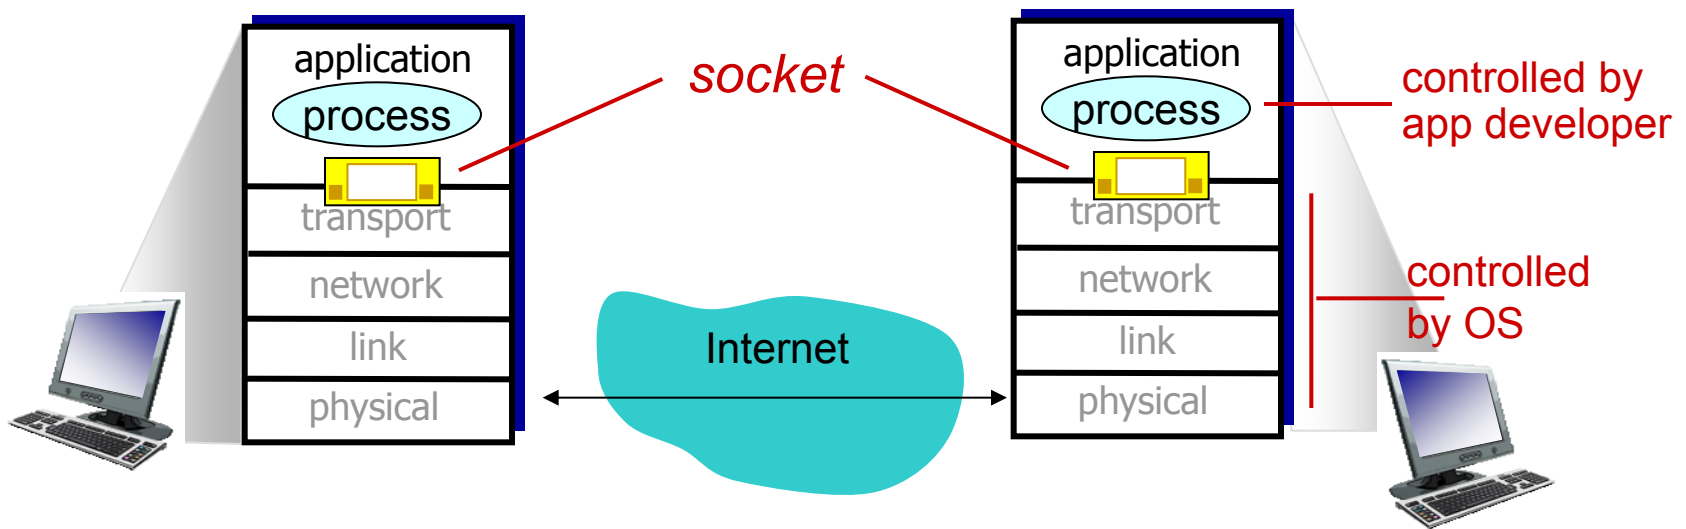 application
process
transport
network
link
physical
socket
Internet
application
process
transport
network
link
physical
controlled by
app developer
controlled
by OS